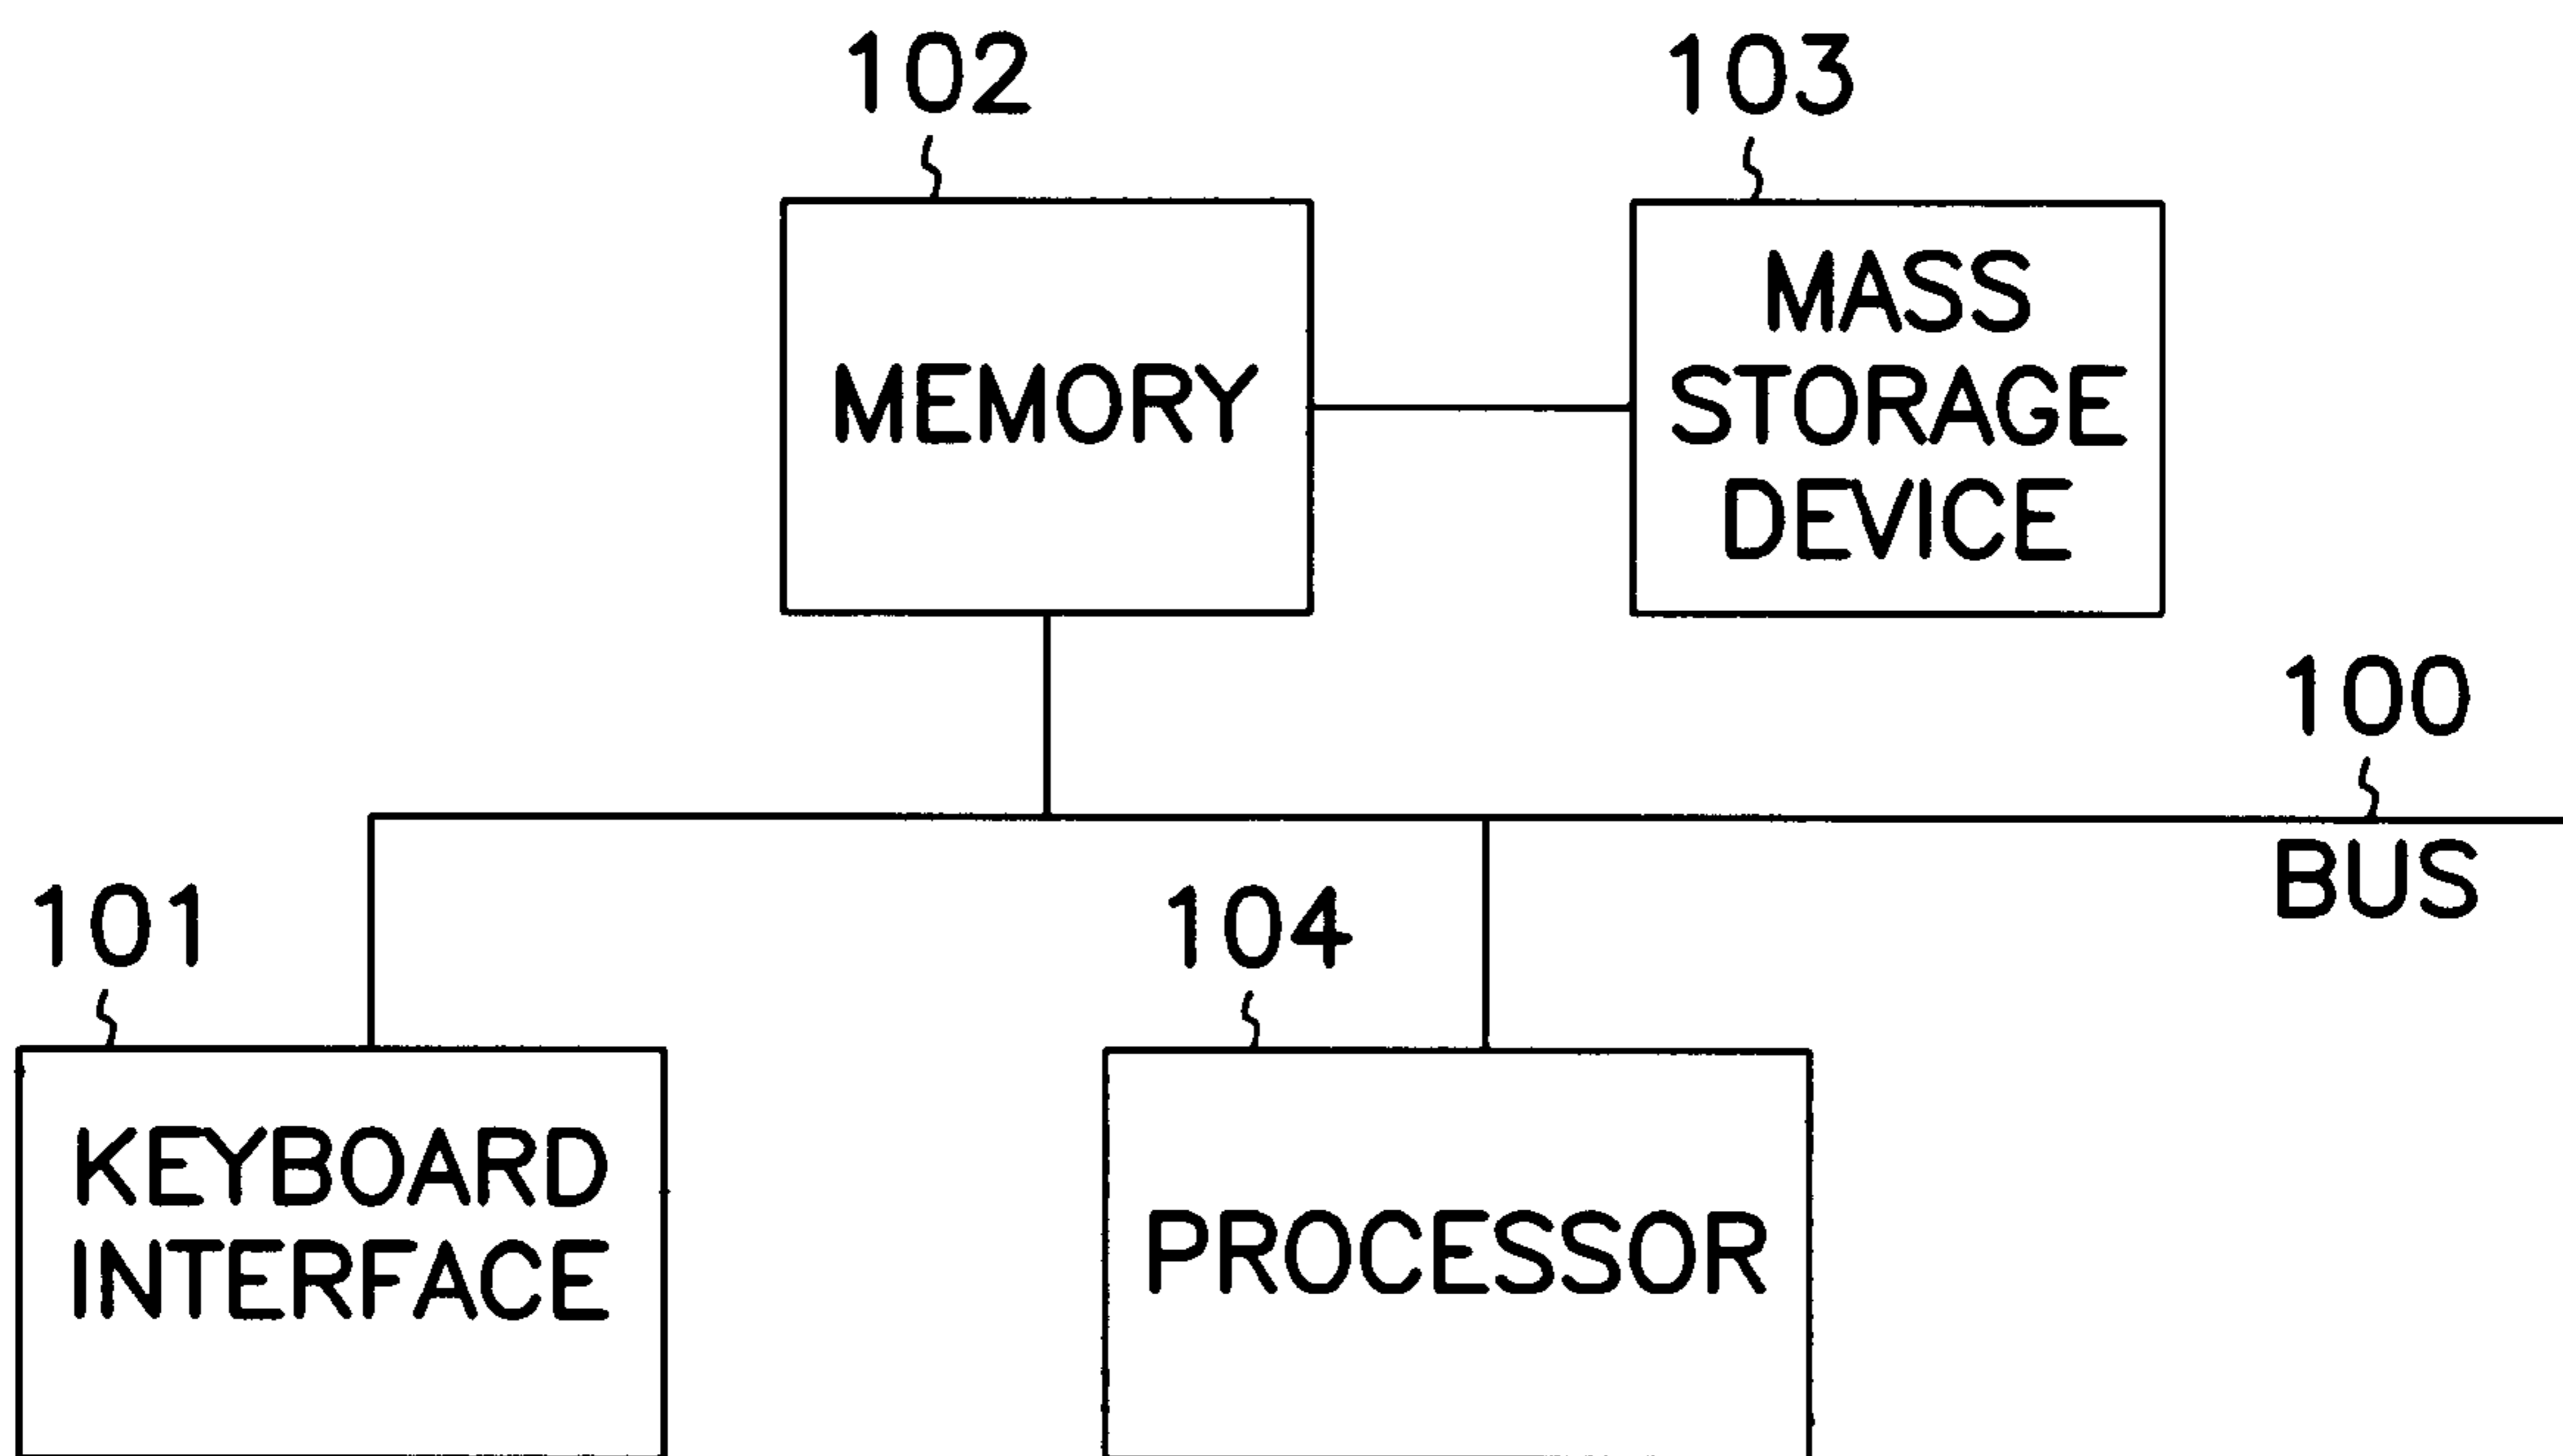 102
103
MEMORY
MASS
STORAGE
DEVICE
100
BUS
101
104
KEYBOARD
INTERFACE
PROCESSOR